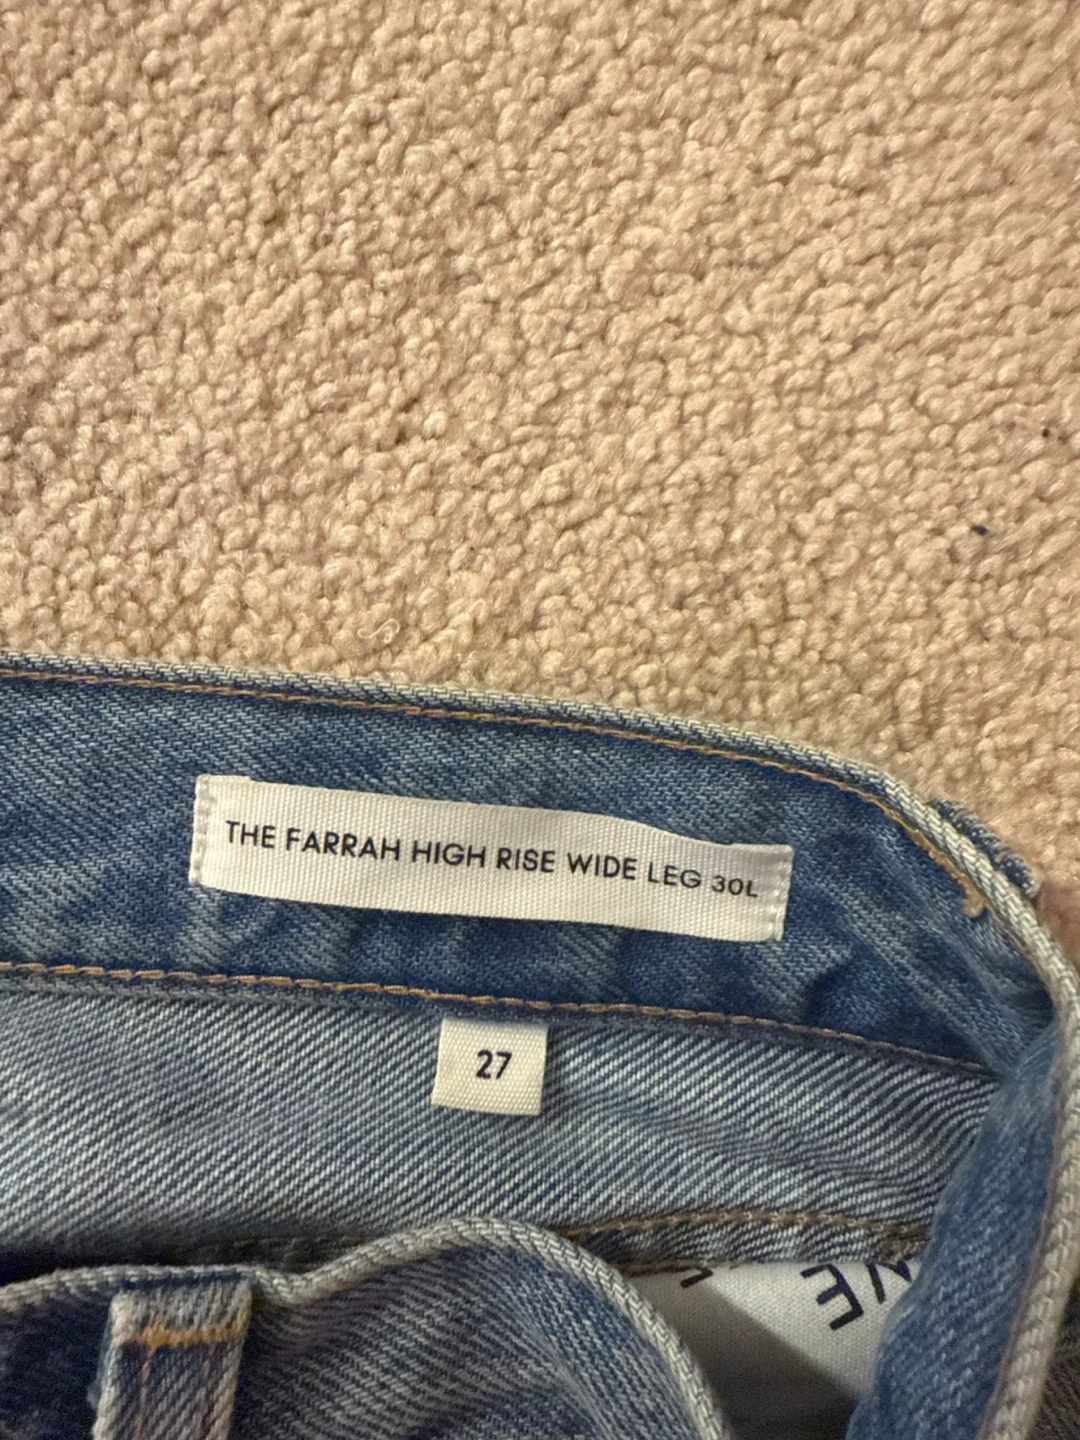 THE FARRAH HIGH RISE WIDE LEG 30L
27